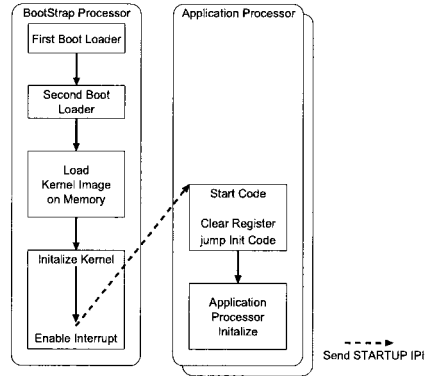 BootStrap Processor
First Boot Loader
Second Boot
Loader
Load
Kernel Image
on Memory
Initalize Kernel
Enable Interrupt
Application Processor
Start Code
Clear Register
jump Init Code
Application
Processor
Initalize
Send STARTUP IPI